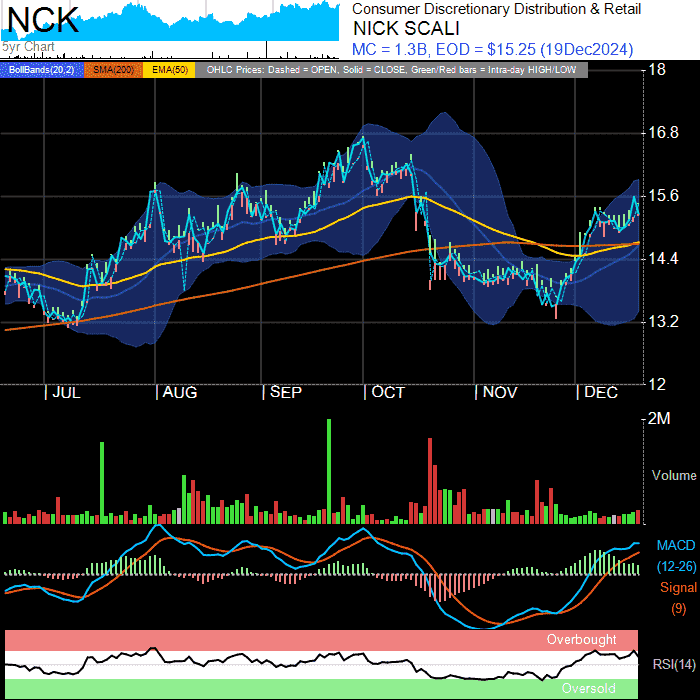 NCK
5yr Chart
Consumer Discretionary Distribution & Retail
NICK SCALI
MC = 1.3B, EOD = $15.25 (19Dec2024)
BollBands(20,2) SMA(200) EMA(50) OHLC Prices: Dashed = OPEN, Solid = CLOSE, Green/Red bars = Intra-day HIGH/LOW
18
16.8
15.6
14.4
13.2
12
JUL AUG SEP OCT NOV DEC
2M
Volume
MACD
(12-26)
Signal
(9)
Overbought
RSI(14)
Oversold